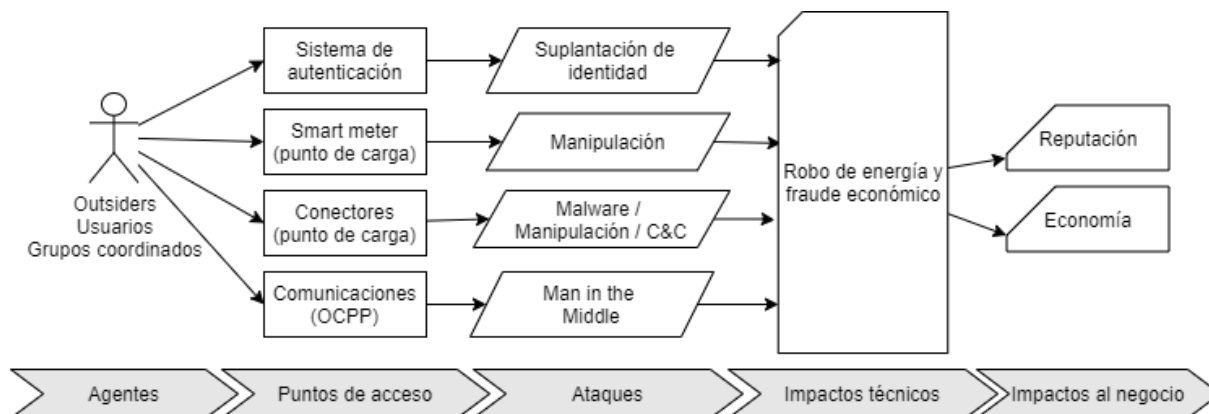 Outsiders
Usuarios
Grupos coordinados
Sistema de
autenticación
Smart meter
(punto de carga)
Conectores
(punto de carga)
Comunicaciones
(OCPP)
Suplantación de
identidad
Manipulación
Malware /
Manipulación / C&C
Man in the
Middle
Robo de energía y
fraude económico
Reputación
Economía
Agentes
Puntos de acceso
Ataques
Impactos técnicos
Impactos al negocio